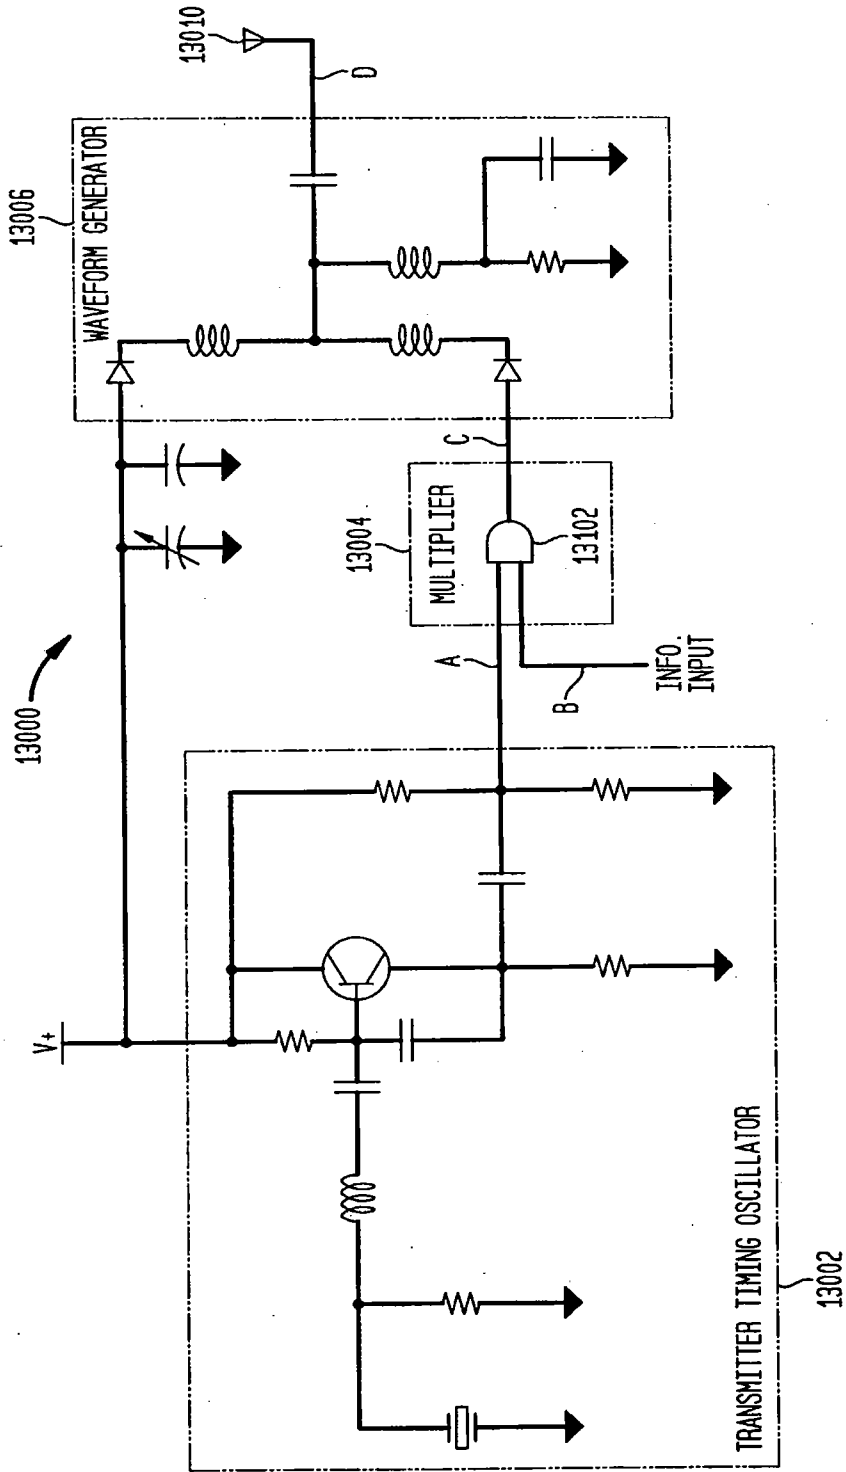 13000
V+
TRANSMITTER TIMING OSCILLATOR
13002
A
B
INFO.
INPUT
13004
MULTIPLIER
13102
C
13006
WAVEFORM GENERATOR
D
13010